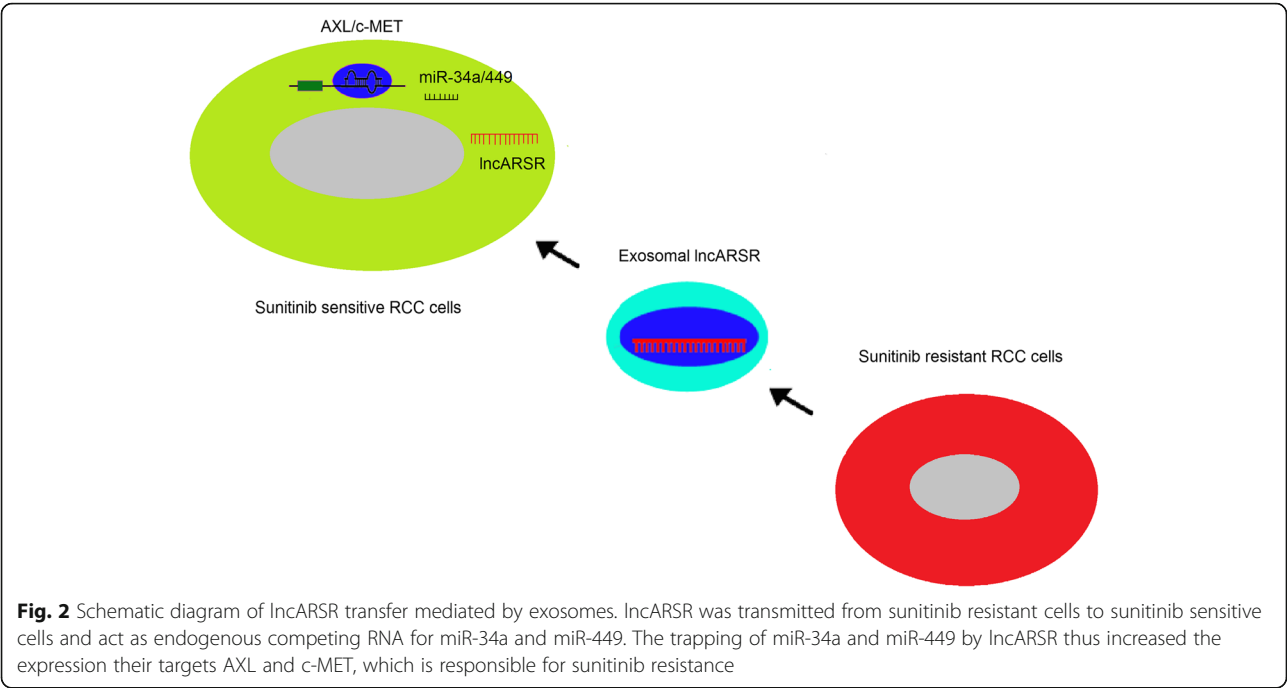 AXL/c-MET
miR-34a/449
lncARSR
Exosomal lncARSR
Sunitinib sensitive RCC cells
Sunitinib resistant RCC cells
Fig. 2 Schematic diagram of lncARSR transfer mediated by exosomes. lncARSR was transmitted from sunitinib resistant cells to sunitinib sensitive
cells and act as endogenous competing RNA for miR-34a and miR-449. The trapping of miR-34a and miR-449 by lncARSR thus increased the
expression their targets AXL and c-MET, which is responsible for sunitinib resistance